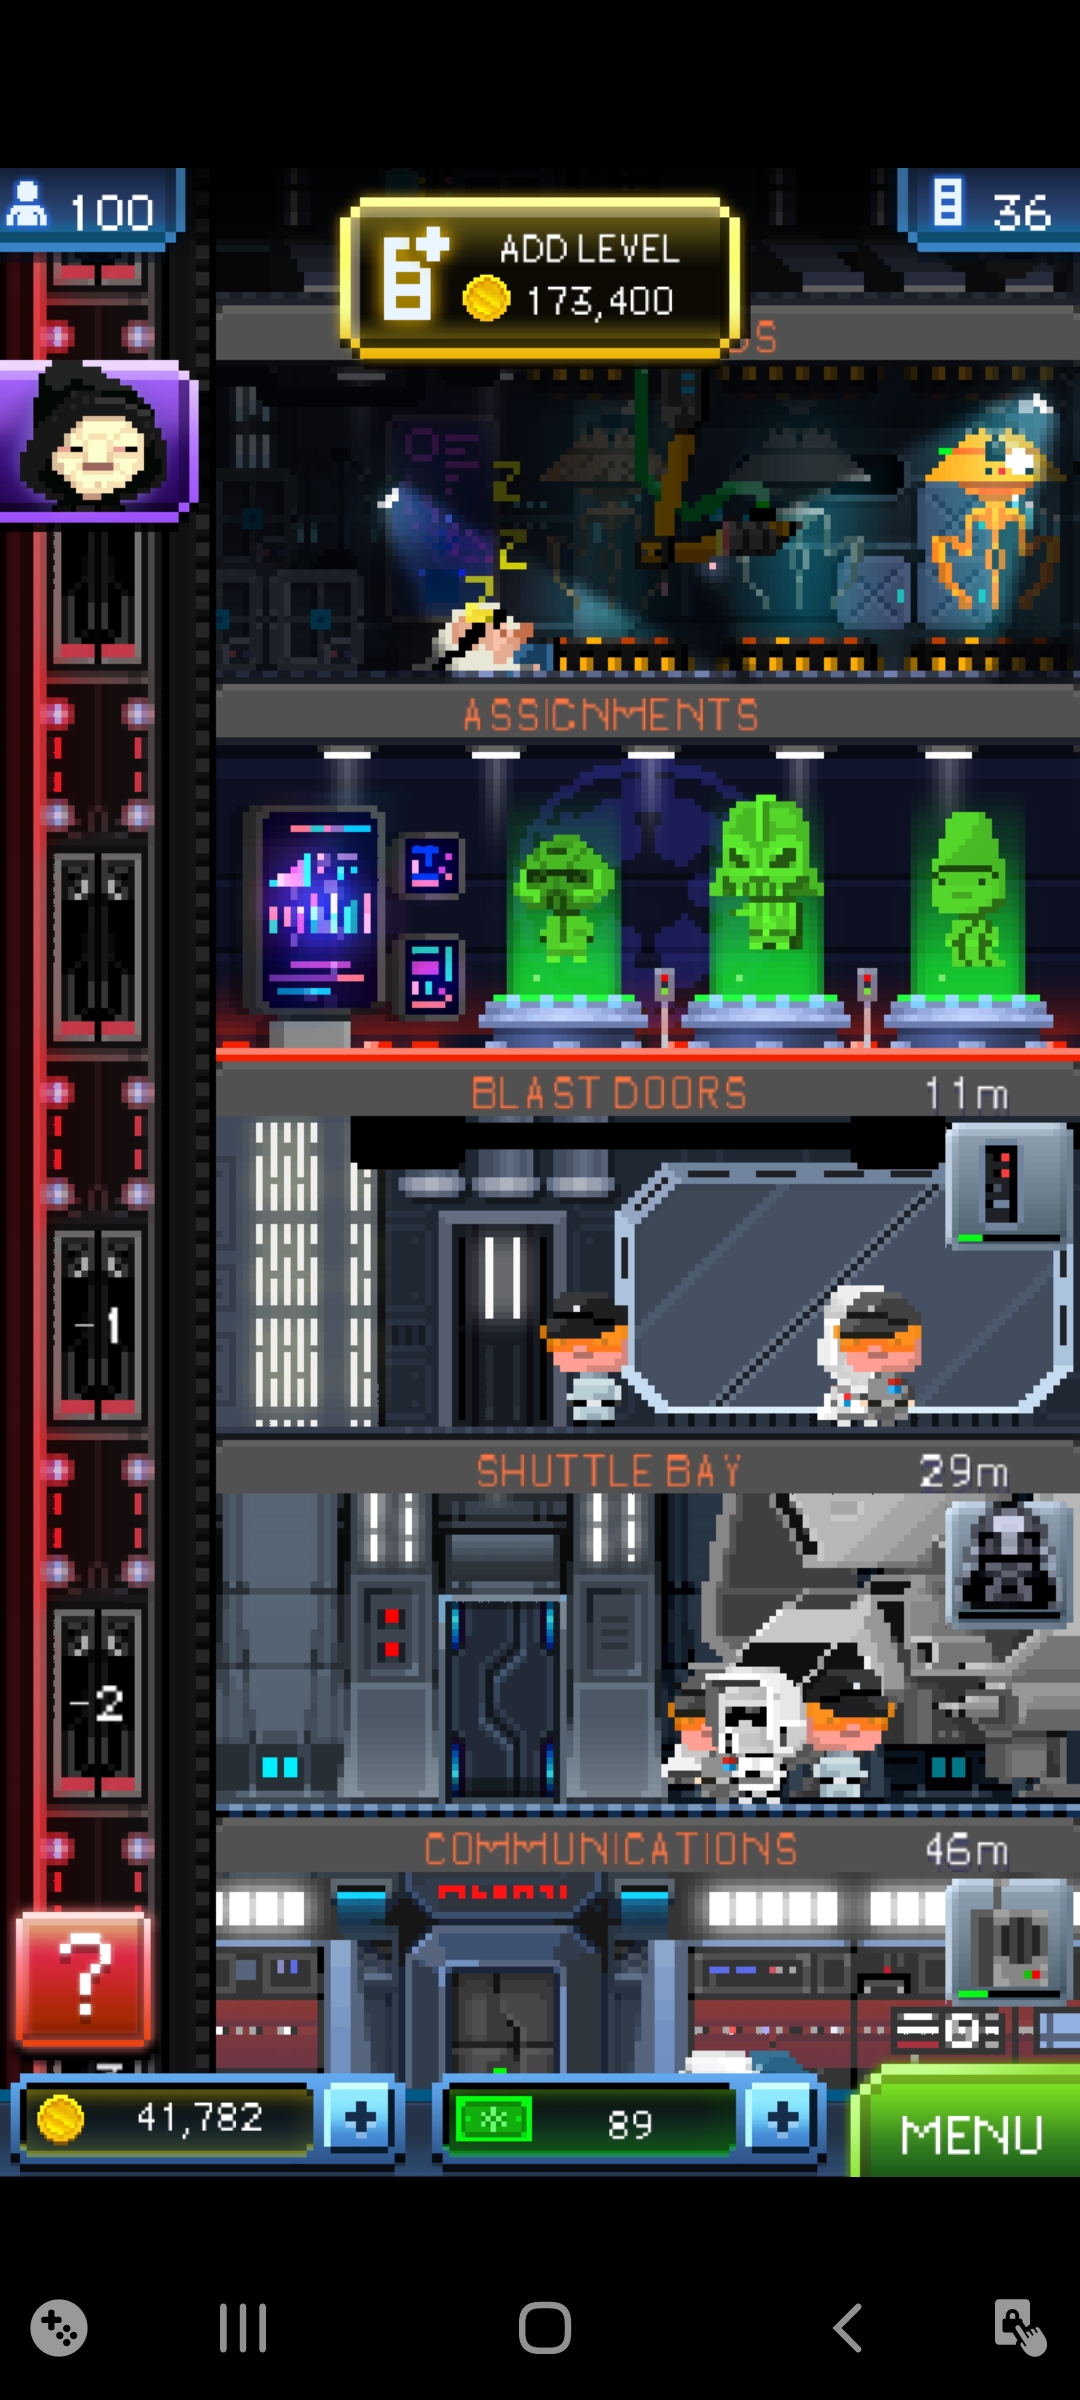 100
ADD LEVEL
36
173,400
ASSIGNMENTS
BLAST DOORS
11m
-1
SHUTTLE BAY
29m
-2
COMMUNICATIONS
46m
?
41,782
+
89
+
MENU